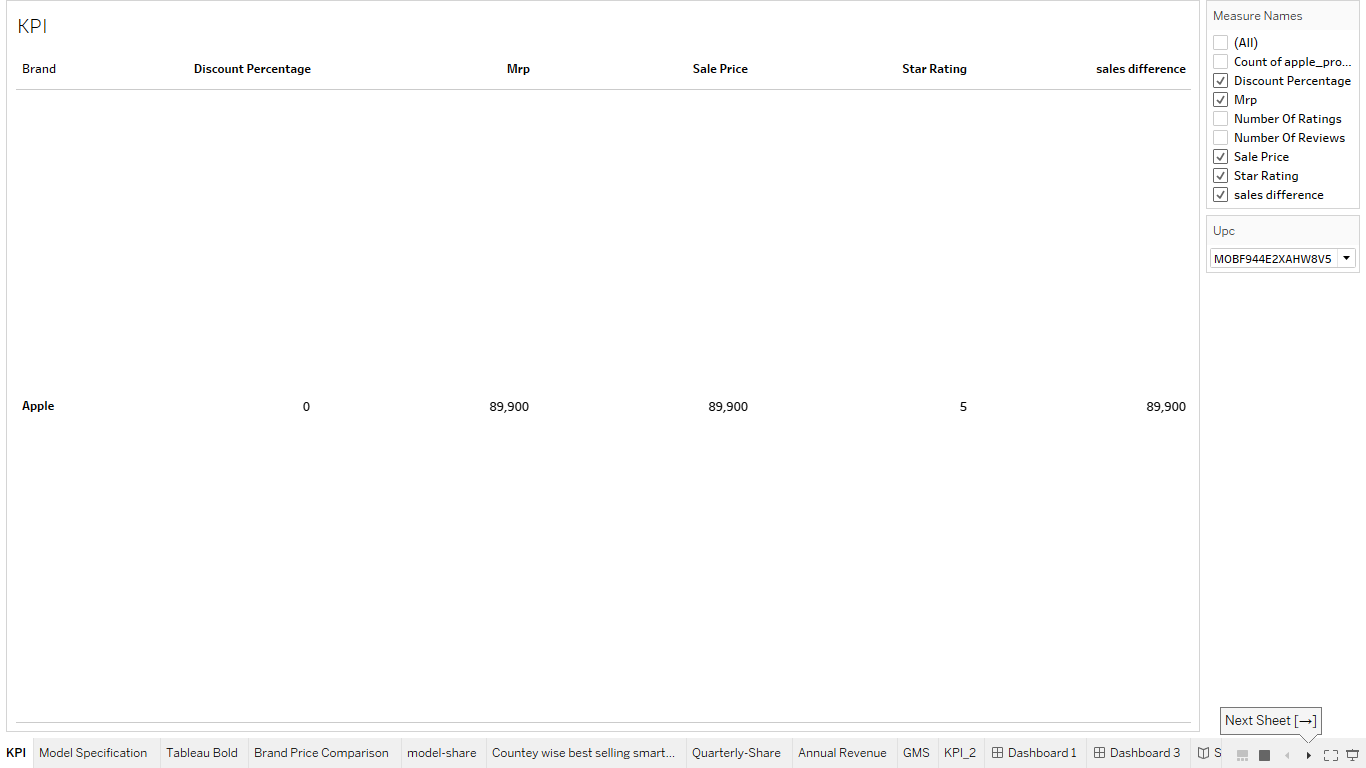 KPI
Brand Discount Percentage Mrp Sale Price Star Rating sales difference
Apple 0 89,900 89,900 5 89,900
Measure Names
(All)
Count of apple_pro...
Discount Percentage
Mrp
Number Of Ratings
Number Of Reviews
Sale Price
Star Rating
sales difference
Upc
MOBF944E2XAHW8V5
Next Sheet [→]
KPI Model Specification Tableau Bold Brand Price Comparison model-share Countey wise best selling smart... Quarterly-Share Annual Revenue GMS KPI_2 Dashboard 1 Dashboard 3 S